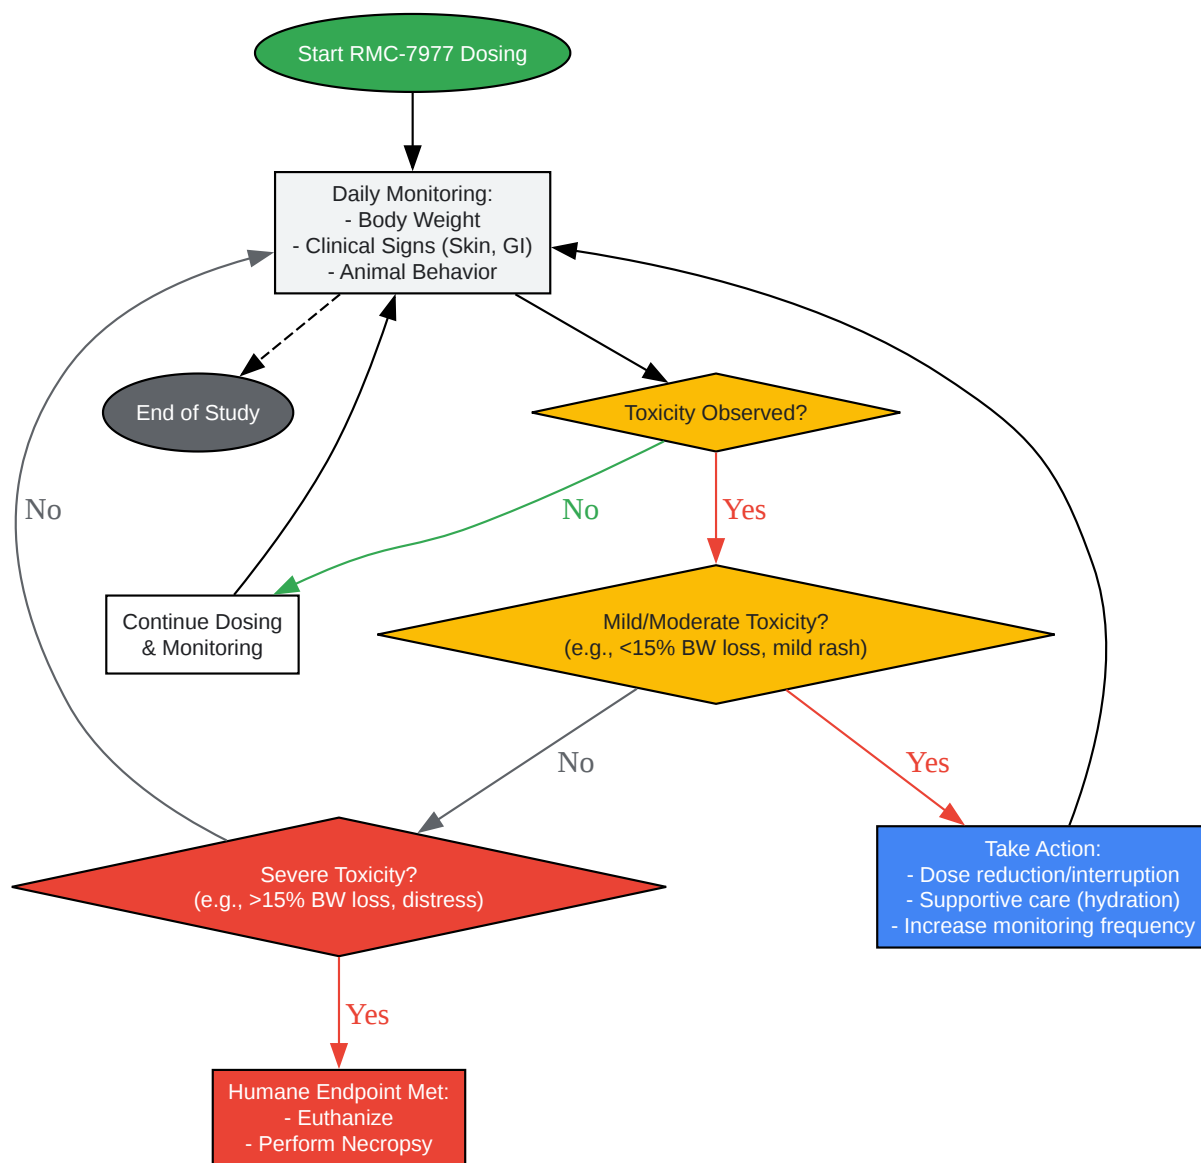 Start RMC-7977 Dosing
Daily Monitoring:
- Body Weight
- Clinical Signs (Skin, GI)
- Animal Behavior
End of Study
Toxicity Observed?
No
No
Yes
Continue Dosing
& Monitoring
Mild/Moderate Toxicity?
(e.g., <15% BW loss, mild rash)
No
Yes
Severe Toxicity?
(e.g., >15% BW loss, distress)
Take Action:
- Dose reduction/interruption
- Supportive care (hydration)
- Increase monitoring frequency
Yes
Humane Endpoint Met:
- Euthanize
- Perform Necropsy